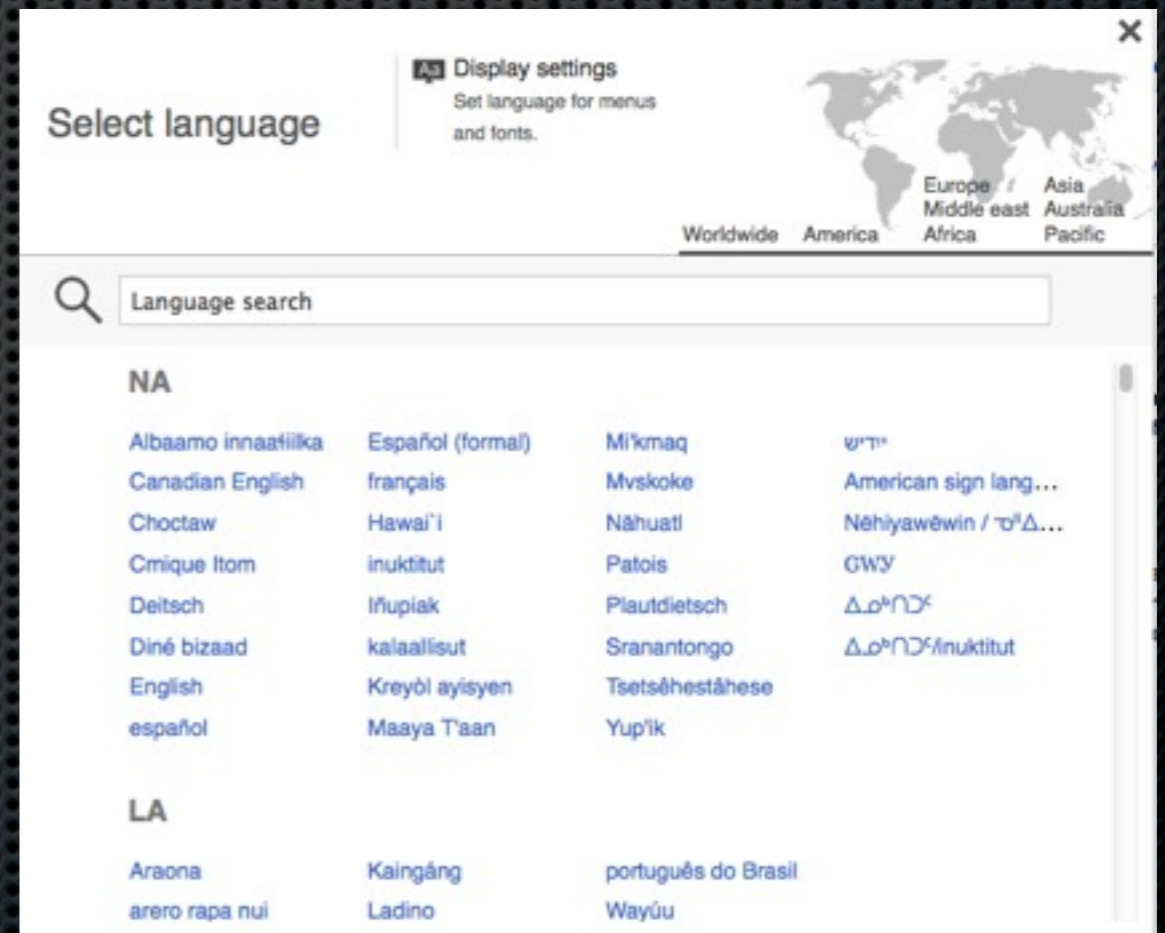 Select language
Display settings
Set language for menus
and fonts.
Worldwide
America
Europe /
Middle east
Africa
Asia
Australia
Pacific
Language search
NA
Albaamo innaaɬiilka
Canadian English
Choctaw
Cmique Itom
Deitsch
Diné bizaad
English
español
Español (formal)
français
Hawai`i
inuktitut
Iñupiak
kalaallisut
Kreyòl ayisyen
Maaya T'aan
Mi'kmaq
Mvskoke
Nāhuatl
Patois
Plautdietsch
Sranantongo
Tsetsêhestâhese
Yup'ik
ייִדיש
American sign lang...
Nēhiyawēwin / ᓀᐦᐃ...
ᏣᎳᎩ
ᐃᓄᒃᑎᑐᑦ
ᐃᓄᒃᑎᑐᑦ/inuktitut
LA
Araona
arero rapa nui
Kaingáng
Ladino
português do Brasil
Wayúu